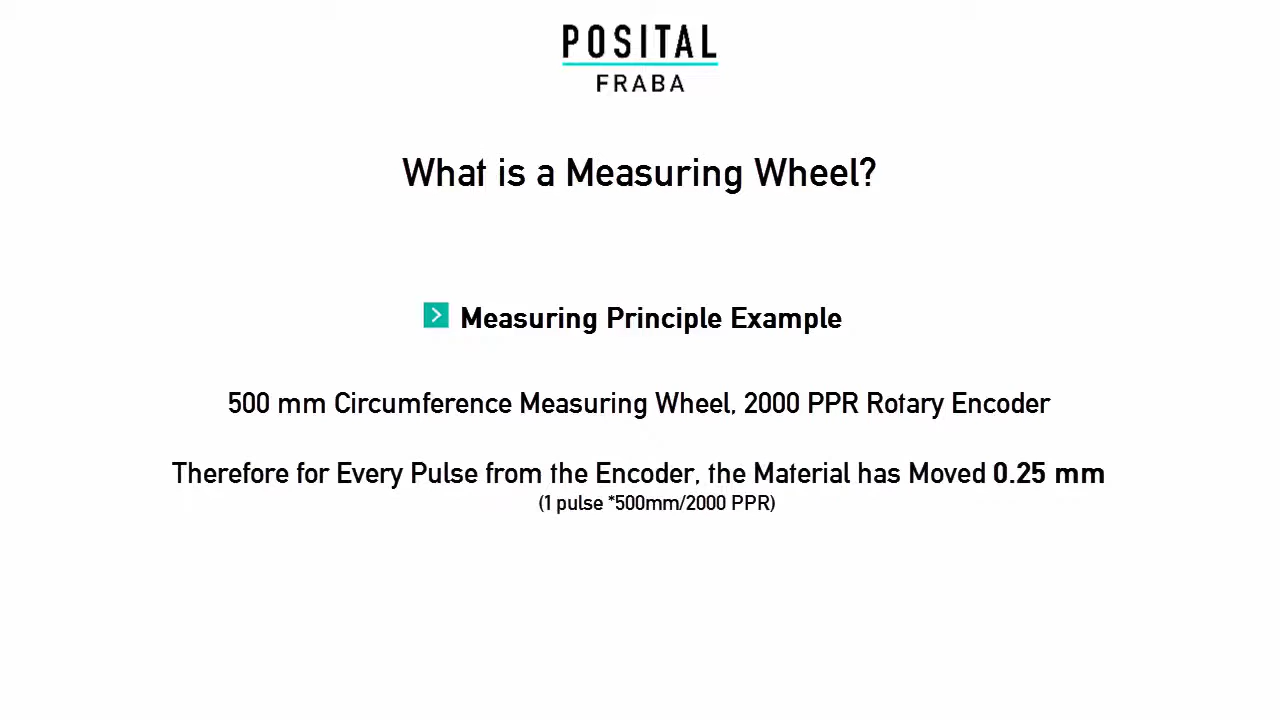 POSITAL
FRABA
What is a Measuring Wheel?
Measuring Principle Example
500 mm Circumference Measuring Wheel, 2000 PPR Rotary Encoder
Therefore for Every Pulse from the Encoder, the Material has Moved 0.25 mm
(1 pulse *500mm/2000 PPR)